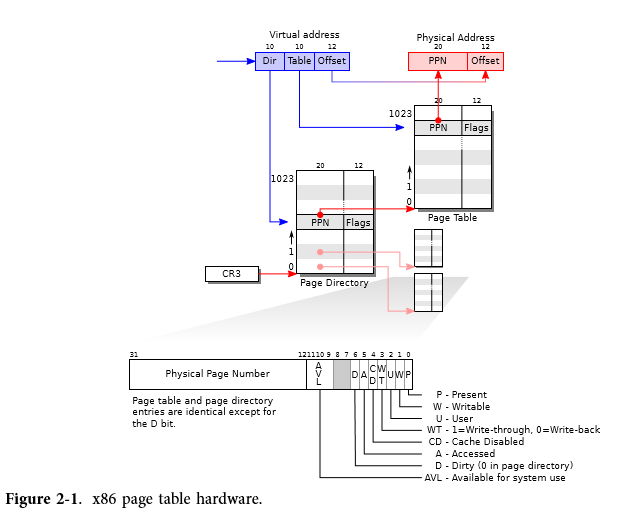 Virtual address
10 10 12
Dir Table Offset
Physical Address
20 12
PPN Offset
20 12
1023
PPN Flags
1
0
Page Table
20 12
1023
PPN Flags
1
0
CR3
Page Directory
31 12 11 10 9 8 7 6 5 4 3 2 1 0
Physical Page Number
AVL
D A CD WT U W P
Page table and page directory
entries are identical except for
the D bit.
P - Present
W - Writable
U - User
WT - 1=Write-through, 0=Write-back
CD - Cache Disabled
A - Accessed
D - Dirty (0 in page directory)
AVL - Available for system use
Figure 2-1. x86 page table hardware.